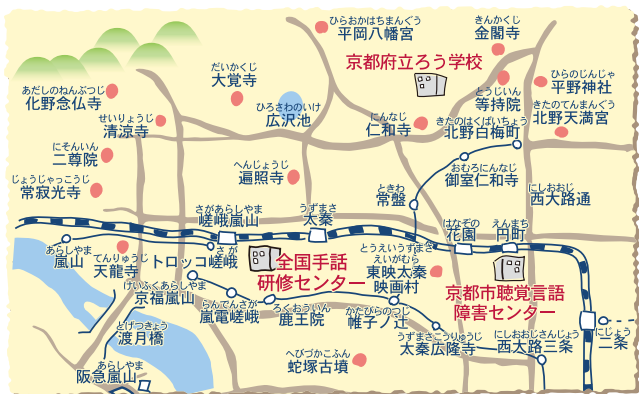 ひらおかはちまんぐう
平岡八幡宮
きんかくじ
金閣寺
京都府立ろう学校
だいかくじ
大覚寺
ひらのじんじゃ
平野神社
あだしのねんぶつじ
化野念仏寺
とうじいん
等持院
ひろさわのいけ
広沢池
きたのてんまんぐう
北野天満宮
せいりょうじ
清涼寺
にんなじ
仁和寺
きたのはくばいちょう
北野白梅町
にそんいん
二尊院
おむろにんなじ
御室仁和寺
へんじょうじ
遍照寺
じょうじゃっこうじ
常寂光寺
ときわ
常盤
にしおおじ
西大路通
さがあらしやま
嵯峨嵐山
うずまさ
太秦
はなぞの
花園
えんまち
円町
あらしやま
嵐山
てんりゅうじ
天龍寺
さが
トロッコ嵯峨
全国手話
研修センター
とうえいうずまさ
えいがむら
東映太秦
映画村
けいふくあらしやま
京福嵐山
京都市聴覚言語
障害センター
らんでんさが
嵐電嵯峨
ろくおういん
鹿王院
かたびらのつじ
帷子ノ辻
とげつきょう
渡月橋
うずまさこうりゅうじ
太秦広隆寺
にしおおじさんじょう
西大路三条
にじょう
二条
へびづかこふん
蛇塚古墳
あらしやま
阪急嵐山